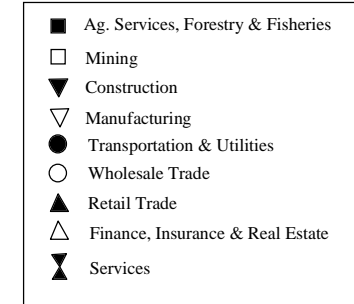 Ag. Services, Forestry & Fisheries
Mining
Construction
Manufacturing
Transportation & Utilities
Wholesale Trade
Retail Trade
Finance, Insurance & Real Estate
Services